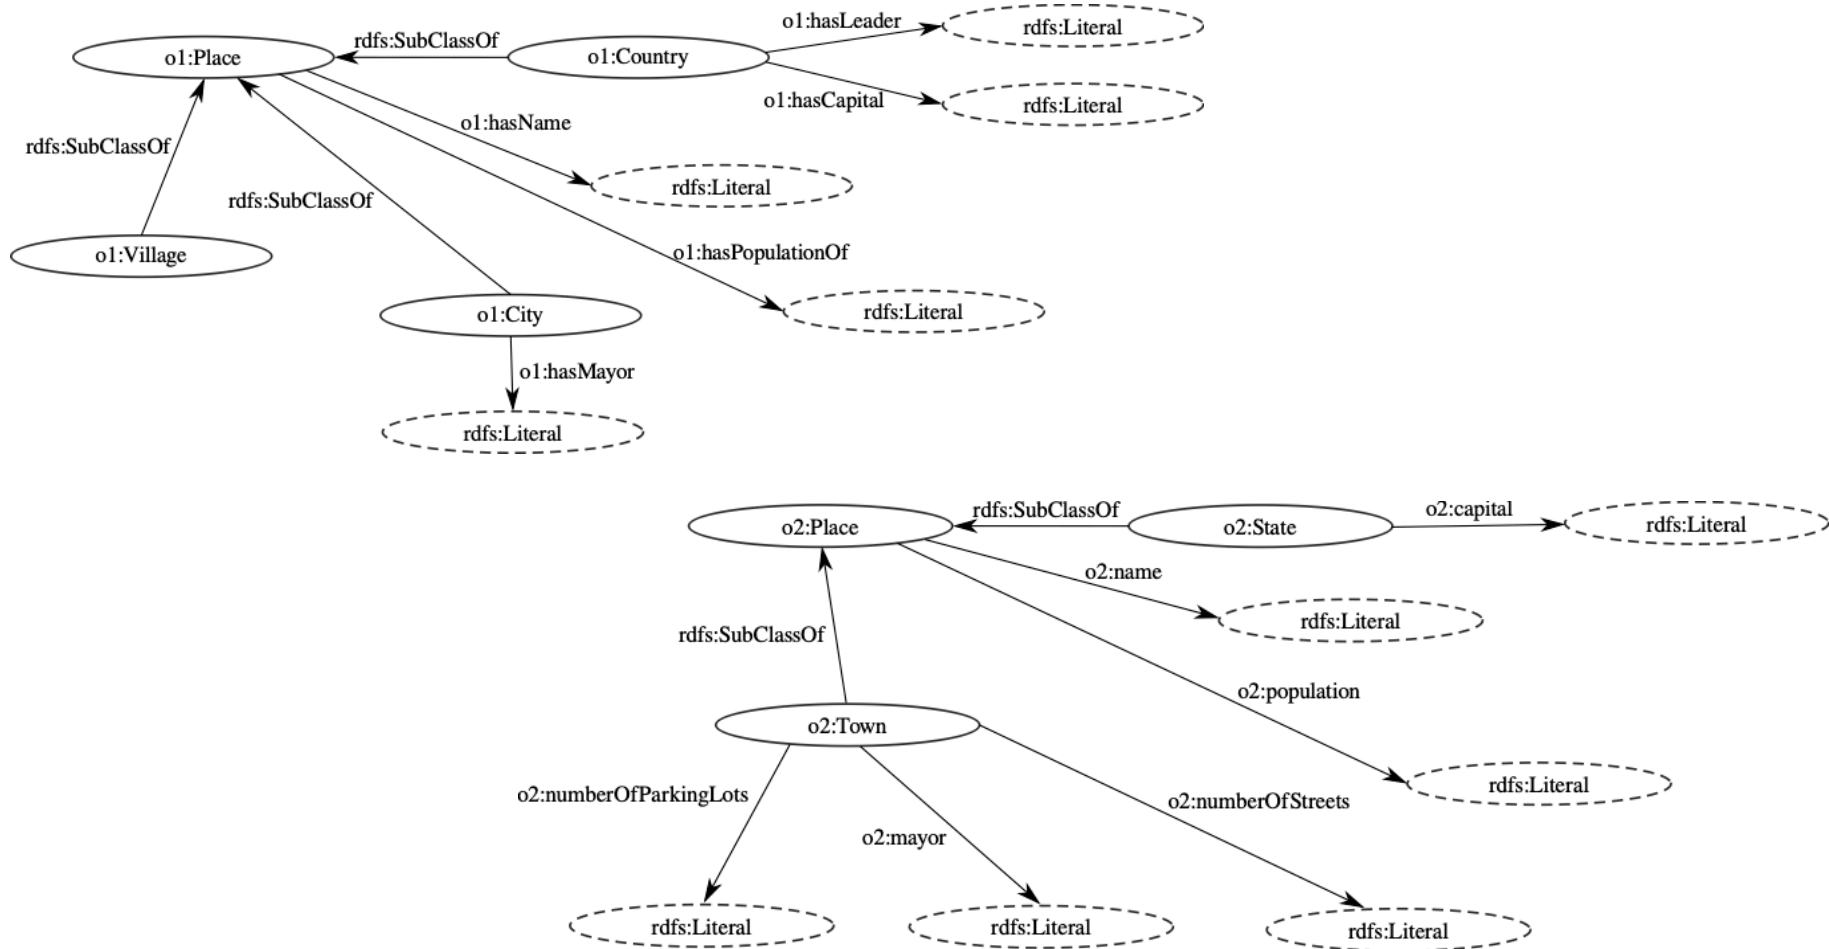 o1:hasLeader
rdfs:Literal
rdfs:SubClassOf
o1:Place
o1:Country
o1:hasCapital
rdfs:Literal
o1:hasName
rdfs:SubClassOf
rdfs:Literal
rdfs:SubClassOf
o1:Village
o1:hasPopulationOf
o1:City
rdfs:Literal
o1:hasMayor
rdfs:Literal
rdfs:SubClassOf
o2:capital
o2:Place
o2:State
rdfs:Literal
o2:name
rdfs:Literal
rdfs:SubClassOf
o2:population
o2:Town
rdfs:Literal
o2:numberOfParkingLots
o2:numberOfStreets
o2:mayor
rdfs:Literal
rdfs:Literal
rdfs:Literal